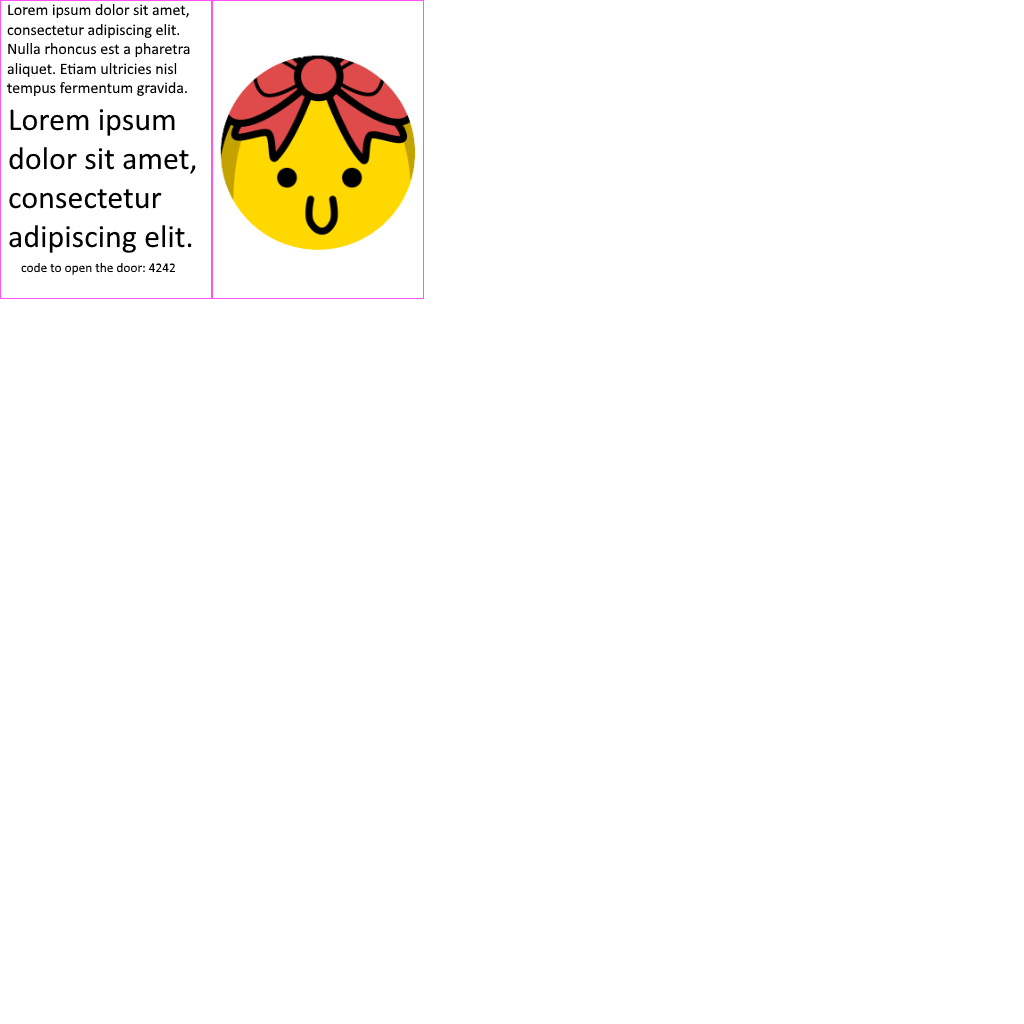 Lorem ipsum dolor sit amet,
consectetur adipiscing elit.
Nulla rhoncus est a pharetra
aliquet. Etiam ultricies nisl
tempus fermentum gravida.
Lorem ipsum
dolor sit amet,
consectetur
adipiscing elit.
code to open the door: 4242